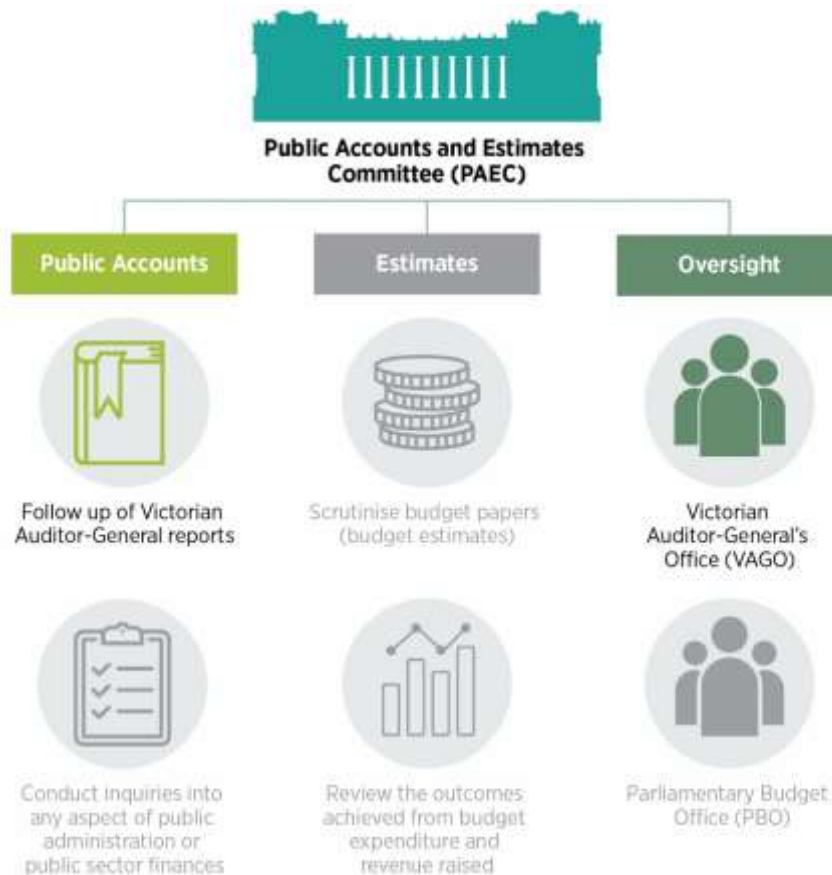 Public Accounts and Estimates
Committee (PAEC)
Public Accounts
Estimates
Oversight
Follow up of Victorian
Auditor-General reports
Scrutinise budget papers
(budget estimates)
Victorian
Auditor-General's
Office (VAGO)
Conduct inquiries into
any aspect of public
administration or
public sector finances
Review the outcomes
achieved from budget
expenditure and
revenue raised
Parliamentary Budget
Office (PBO)